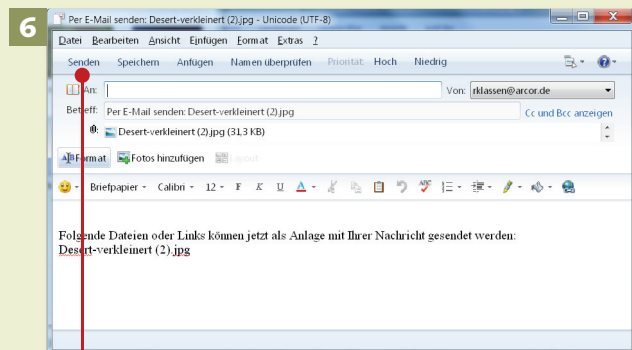 6
Per E-Mail senden: Desert-verkleinert (2).jpg - Unicode (UTF-8)
Datei Bearbeiten Ansicht Einfügen Format Extras ?
Senden Speichern Anfügen Namen überprüfen Priorität: Hoch Niedrig
An: Von: rklassen@arcor.de
Betreff: Per E-Mail senden: Desert-verkleinert (2).jpg Cc und Bcc anzeigen
Desert-verkleinert (2).jpg (31,3 KB)
Format Fotos hinzufügen Layout
Briefpapier Calibri 12 F K U A ABC
Folgende Dateien oder Links können jetzt als Anlage mit Ihrer Nachricht gesendet werden:
Desert-verkleinert (2).jpg